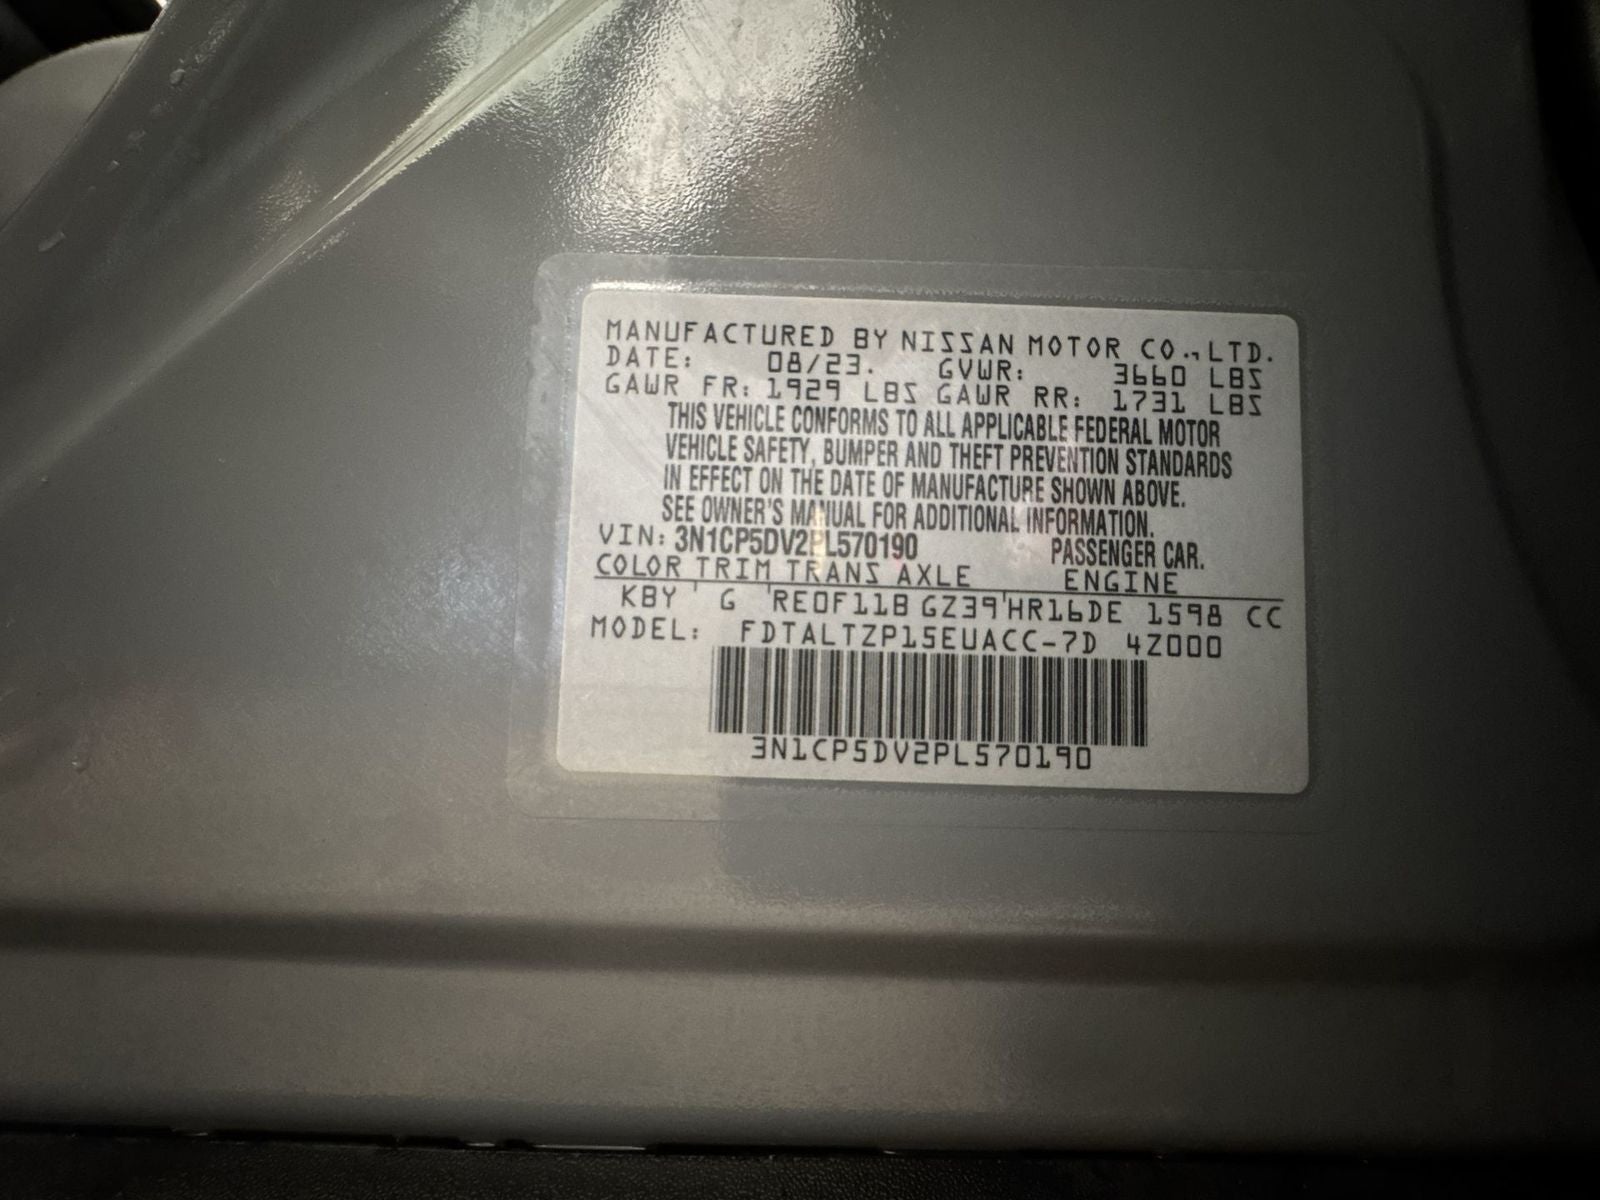 MANUFACTURED BY NISSAN MOTOR CO., LTD.
DATE: 08/23. GVWR: 3660 LBS
GAWR FR: 1929 LBS GAWR RR: 1731 LBS
THIS VEHICLE CONFORMS TO ALL APPLICABLE FEDERAL MOTOR
VEHICLE SAFETY, BUMPER AND THEFT PREVENTION STANDARDS
IN EFFECT ON THE DATE OF MANUFACTURE SHOWN ABOVE.
SEE OWNER'S MANUAL FOR ADDITIONAL INFORMATION.
VIN: 3N1CP5DV2PL570190 PASSENGER CAR.
COLOR TRIM TRANS AXLE ENGINE
KBY G RE0F11B GZ39 HR16DE 1598 CC
MODEL: FDTALTZP15EUACC-7D 4Z000
3N1CP5DV2PL570190